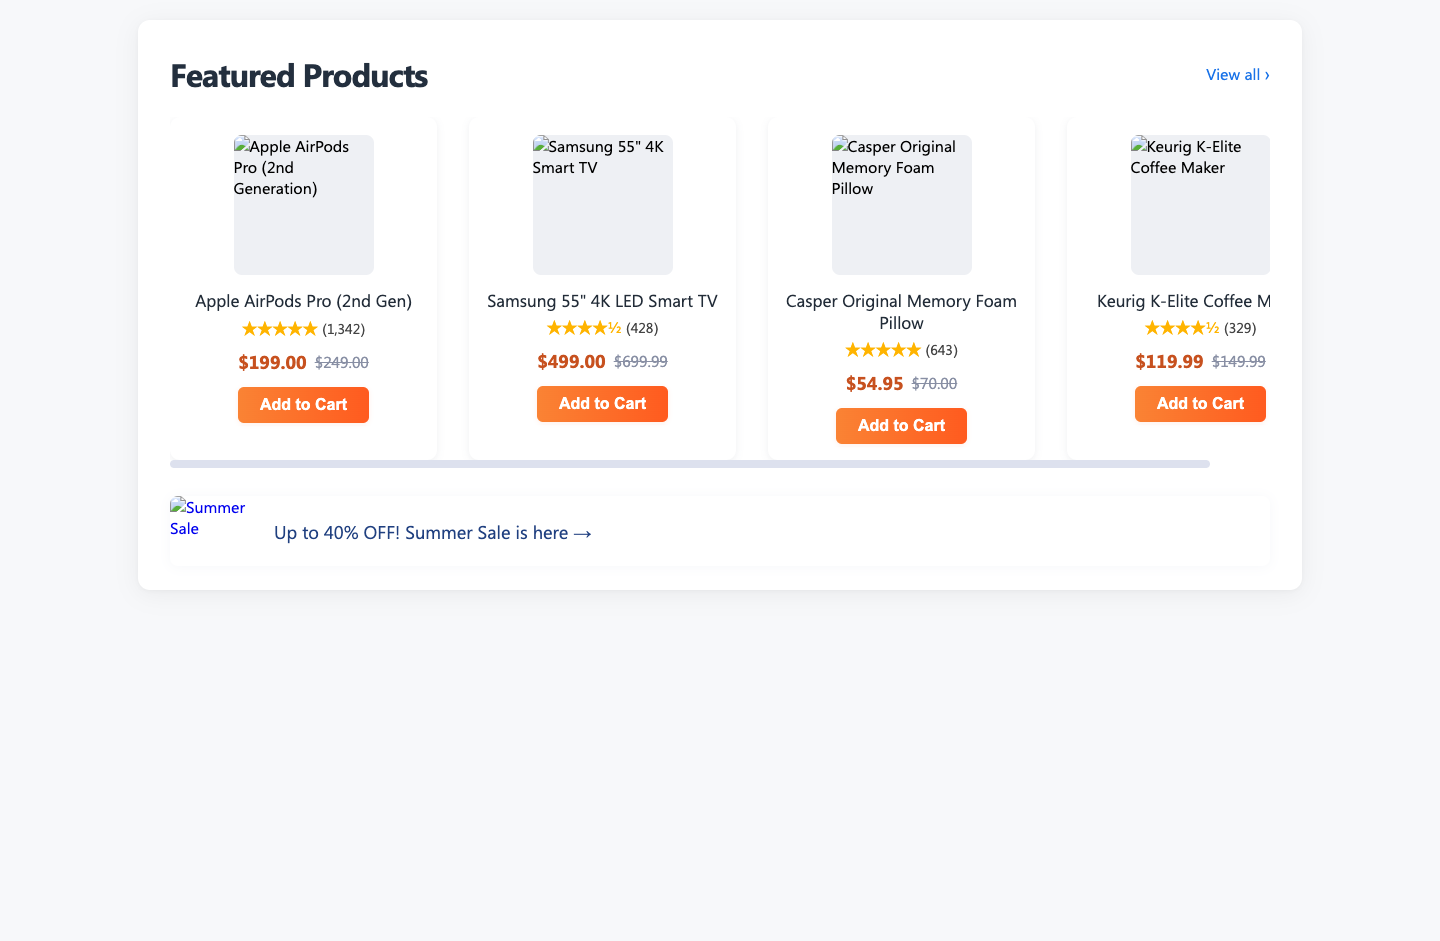 Featured Products
View all ›
Apple AirPods
Pro (2nd
Generation)
Apple AirPods Pro (2nd Gen)
★★★★★ (1,342)
$199.00 $249.00
Add to Cart
Samsung 55" 4K
Smart TV
Samsung 55" 4K LED Smart TV
★★★★½ (428)
$499.00 $699.99
Add to Cart
Casper Original
Memory Foam
Pillow
Casper Original Memory Foam
Pillow
★★★★★ (643)
$54.95 $70.00
Add to Cart
Keurig K-Elite
Coffee Maker
Keurig K-Elite Coffee M
★★★★½ (329)
$119.99 $149.99
Add to Cart
Summer
Sale
Up to 40% OFF! Summer Sale is here →